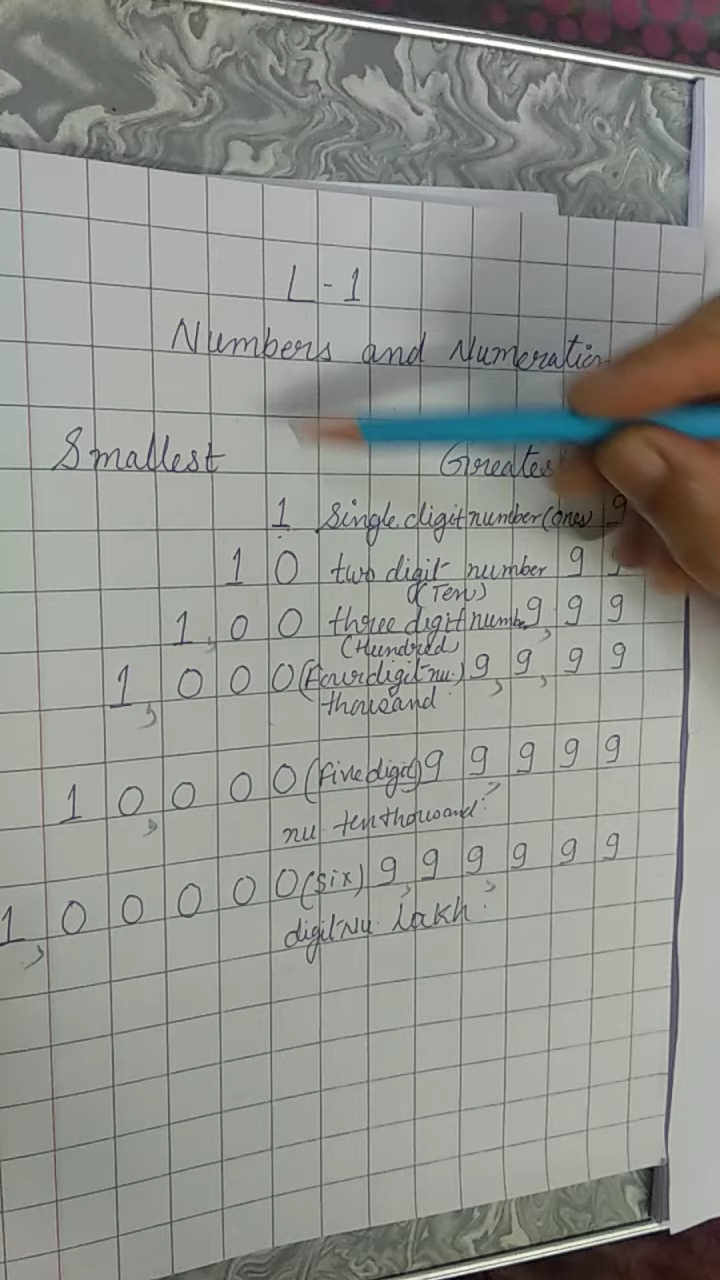 L - 1
Numbers and Numeration
Smallest Greates
1 Single digit number (ones) 9
1 0 two digit number 9 9
(Ten)
1,0 0 three digit number 9,9 9
(Hundred)
1,0 0 0 (Four digit nu.) 9,9,9 9
thousand
1 0,0 0 0 (five digit) 9 9,9 9 9
nu. ten thousand
1,0 0 0 0 0 (six) 9,9 9,9 9 9
digit Nu. Lakh